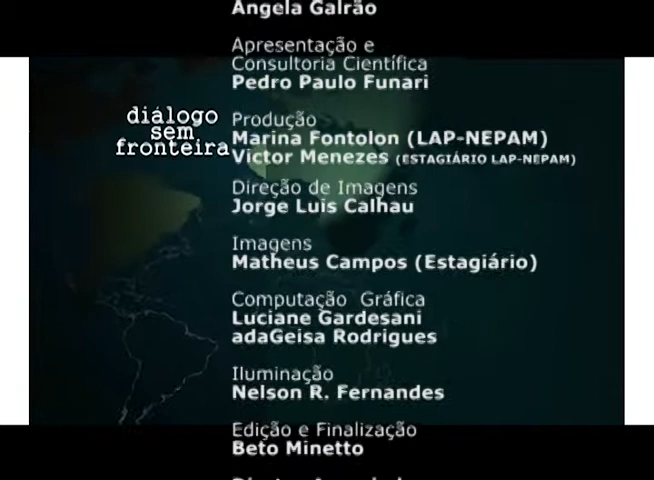 Angela Galrão
Apresentação e
Consultoria Científica
Pedro Paulo Funari
diálogo
sem
fronteira
Produção
Marina Fontolon (LAP-NEPAM)
Victor Menezes (ESTAGIÁRIO LAP-NEPAM)
Direção de Imagens
Jorge Luis Calhau
Imagens
Matheus Campos (Estagiário)
Computação Gráfica
Luciane Gardesani
adaGeisa Rodrigues
Iluminação
Nelson R. Fernandes
Edição e Finalização
Beto Minetto